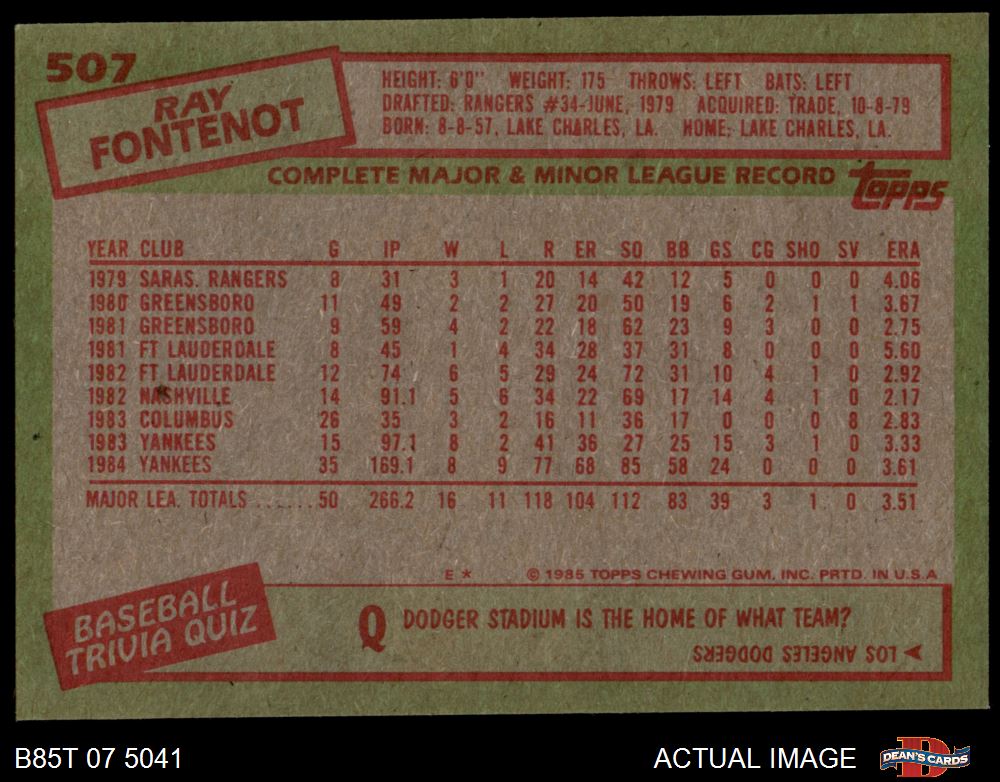 507
RAY
FONTENOT
HEIGHT: 6'0" WEIGHT: 175 THROWS: LEFT BATS: LEFT
DRAFTED: RANGERS #34-JUNE, 1979 ACQUIRED: TRADE, 10-8-79
BORN: 8-8-57, LAKE CHARLES, LA. HOME: LAKE CHARLES, LA.
COMPLETE MAJOR & MINOR LEAGUE RECORD topps
YEAR CLUB G IP W L R ER SO BB GS CG SHO SV ERA
1979 SARAS. RANGERS 8 31 3 1 20 14 42 12 5 0 0 0 4.06
1980 GREENSBORO 11 49 2 2 27 20 50 19 6 2 1 1 3.67
1981 GREENSBORO 9 59 4 2 22 18 62 23 9 3 0 0 2.75
1981 FT LAUDERDALE 8 45 1 4 34 28 37 31 8 0 0 0 5.60
1982 FT LAUDERDALE 12 74 6 5 29 24 72 31 10 4 1 0 2.92
1982 NASHVILLE 14 91.1 5 6 34 22 69 17 14 4 1 0 2.17
1983 COLUMBUS 26 35 3 2 16 11 36 17 0 0 0 8 2.83
1983 YANKEES 15 97.1 8 2 41 36 27 25 15 3 1 0 3.33
1984 YANKEES 35 169.1 8 9 77 68 85 58 24 0 0 0 3.61
MAJOR LEA. TOTALS ...... 50 266.2 16 11 118 104 112 83 39 3 1 0 3.51
E * © 1985 TOPPS CHEWING GUM, INC. PRTD. IN U.S.A
BASEBALL
TRIVIA QUIZ
Q DODGER STADIUM IS THE HOME OF WHAT TEAM?
LOS ANGELES DODGERS
B85T 07 5041 ACTUAL IMAGE D DEAN'S CARDS